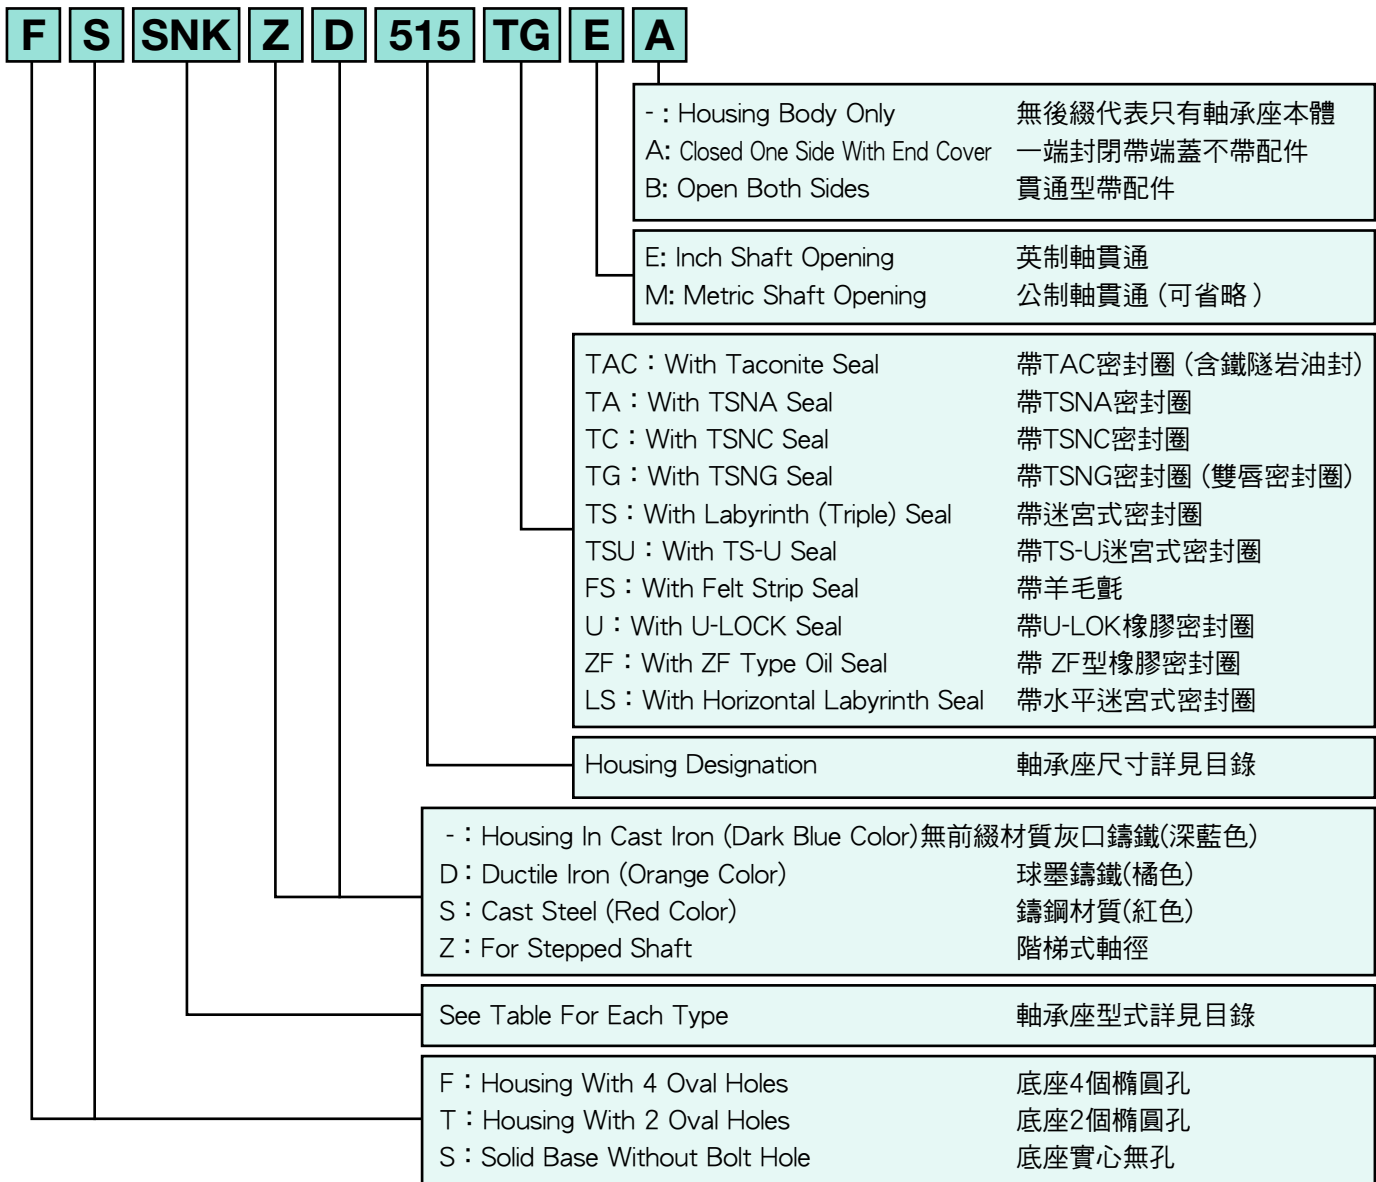 F S SNK Z D 515 TG E A
- : Housing Body Only 無後綴代表只有軸承座本體
A: Closed One Side With End Cover 一端封閉帶端蓋不帶配件
B: Open Both Sides 貫通型帶配件
E: Inch Shaft Opening 英制軸貫通
M: Metric Shaft Opening 公制軸貫通 (可省略)
TAC：With Taconite Seal 帶TAC密封圈 (含鐵隧岩油封)
TA：With TSNA Seal 帶TSNA密封圈
TC：With TSNC Seal 帶TSNC密封圈
TG：With TSNG Seal 帶TSNG密封圈 (雙唇密封圈)
TS：With Labyrinth (Triple) Seal 帶迷宮式密封圈
TSU：With TS-U Seal 帶TS-U迷宮式密封圈
FS：With Felt Strip Seal 帶羊毛氈
U：With U-LOCK Seal 帶U-LOK橡膠密封圈
ZF：With ZF Type Oil Seal 帶 ZF型橡膠密封圈
LS：With Horizontal Labyrinth Seal 帶水平迷宮式密封圈
Housing Designation 軸承座尺寸詳見目錄
-：Housing In Cast Iron (Dark Blue Color)無前綴材質灰口鑄鐵(深藍色)
D：Ductile Iron (Orange Color) 球墨鑄鐵(橘色)
S：Cast Steel (Red Color) 鑄鋼材質(紅色)
Z：For Stepped Shaft 階梯式軸徑
See Table For Each Type 軸承座型式詳見目錄
F：Housing With 4 Oval Holes 底座4個橢圓孔
T：Housing With 2 Oval Holes 底座2個橢圓孔
S：Solid Base Without Bolt Hole 底座實心無孔